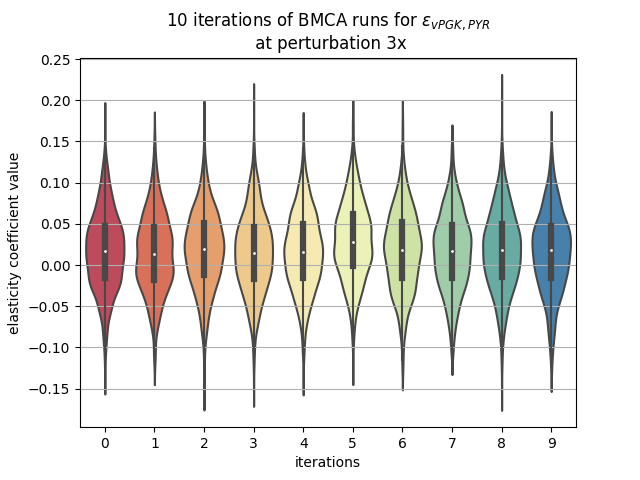 10 iterations of BMCA runs for ε_{vPGK, PYR}
at perturbation 3x
0.25
0.20
0.15
0.10
0.05
0.00
−0.05
−0.10
−0.15
elasticity coefficient value
0 1 2 3 4 5 6 7 8 9
iterations